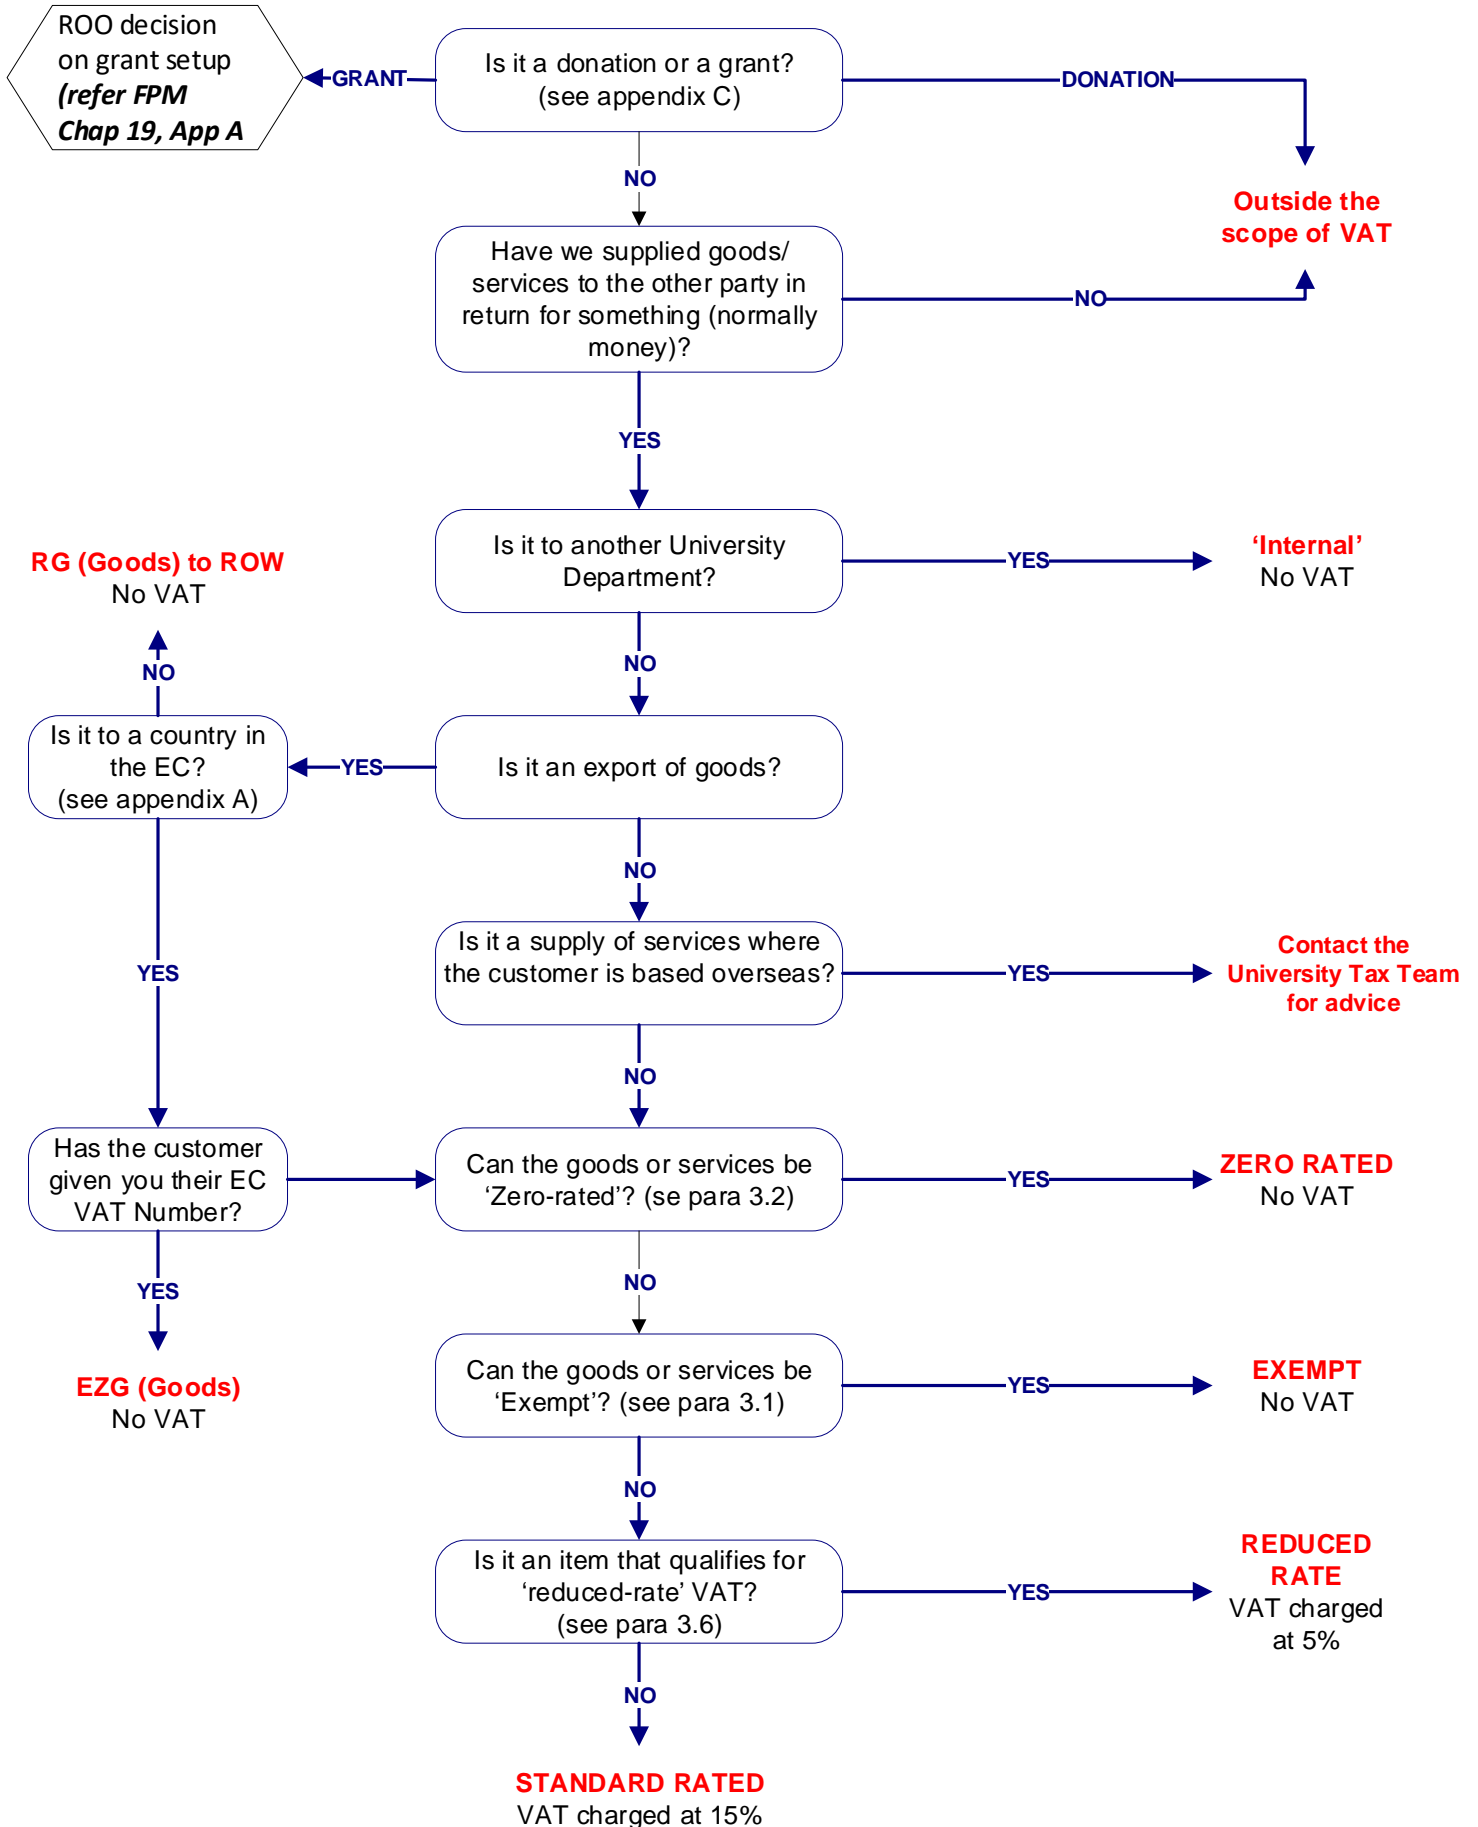 ROO decision
on grant setup
(refer FPM
Chap 19, App A
GRANT
Is it a donation or a grant?
(see appendix C)
DONATION
NO
Outside the
scope of VAT
Have we supplied goods/
services to the other party in
return for something (normally
money)?
NO
YES
Is it to another University
Department?
YES
‘Internal’
No VAT
RG (Goods) to ROW
No VAT
NO
NO
Is it to a country in
the EC?
(see appendix A)
YES
Is it an export of goods?
NO
YES
Is it a supply of services where
the customer is based overseas?
YES
Contact the
University Tax Team
for advice
NO
Has the customer
given you their EC
VAT Number?
Can the goods or services be
‘Zero-rated’? (se para 3.2)
YES
ZERO RATED
No VAT
YES
NO
EZG (Goods)
No VAT
Can the goods or services be
‘Exempt’? (see para 3.1)
YES
EXEMPT
No VAT
NO
Is it an item that qualifies for
‘reduced-rate’ VAT?
(see para 3.6)
YES
REDUCED
RATE
VAT charged
at 5%
NO
STANDARD RATED
VAT charged at 15%